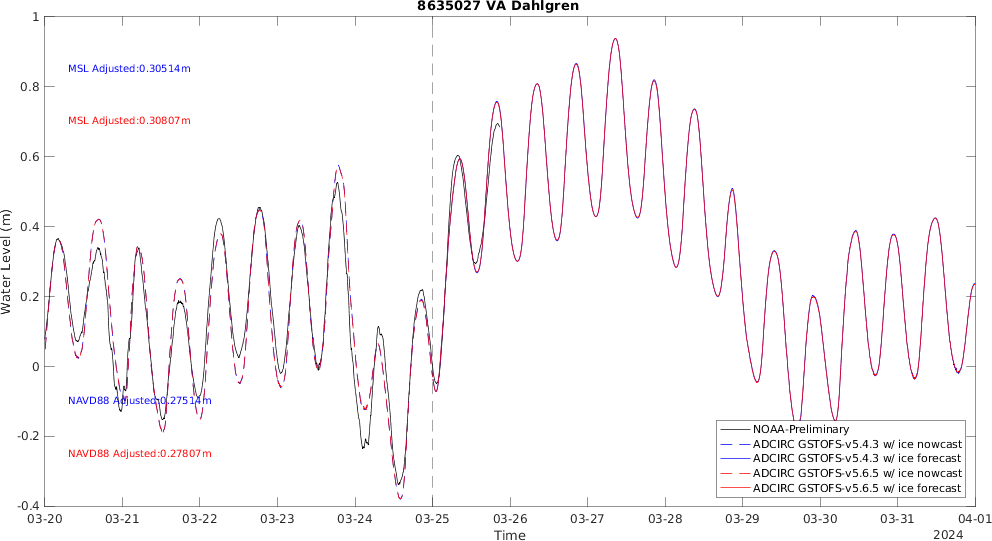 8635027 VA Dahlgren
1
0.8
0.6
0.4
0.2
0
-0.2
-0.4
Water Level (m)
MSL Adjusted:0.30514m
MSL Adjusted:0.30807m
NAVD88 Adjusted:0.27514m
NAVD88 Adjusted:0.27807m
NOAA-Preliminary
ADCIRC GSTOFS-v5.4.3 w/ ice nowcast
ADCIRC GSTOFS-v5.4.3 w/ ice forecast
ADCIRC GSTOFS-v5.6.5 w/ ice nowcast
ADCIRC GSTOFS-v5.6.5 w/ ice forecast
03-20 03-21 03-22 03-23 03-24 03-25 03-26 03-27 03-28 03-29 03-30 03-31 04-01
Time
2024